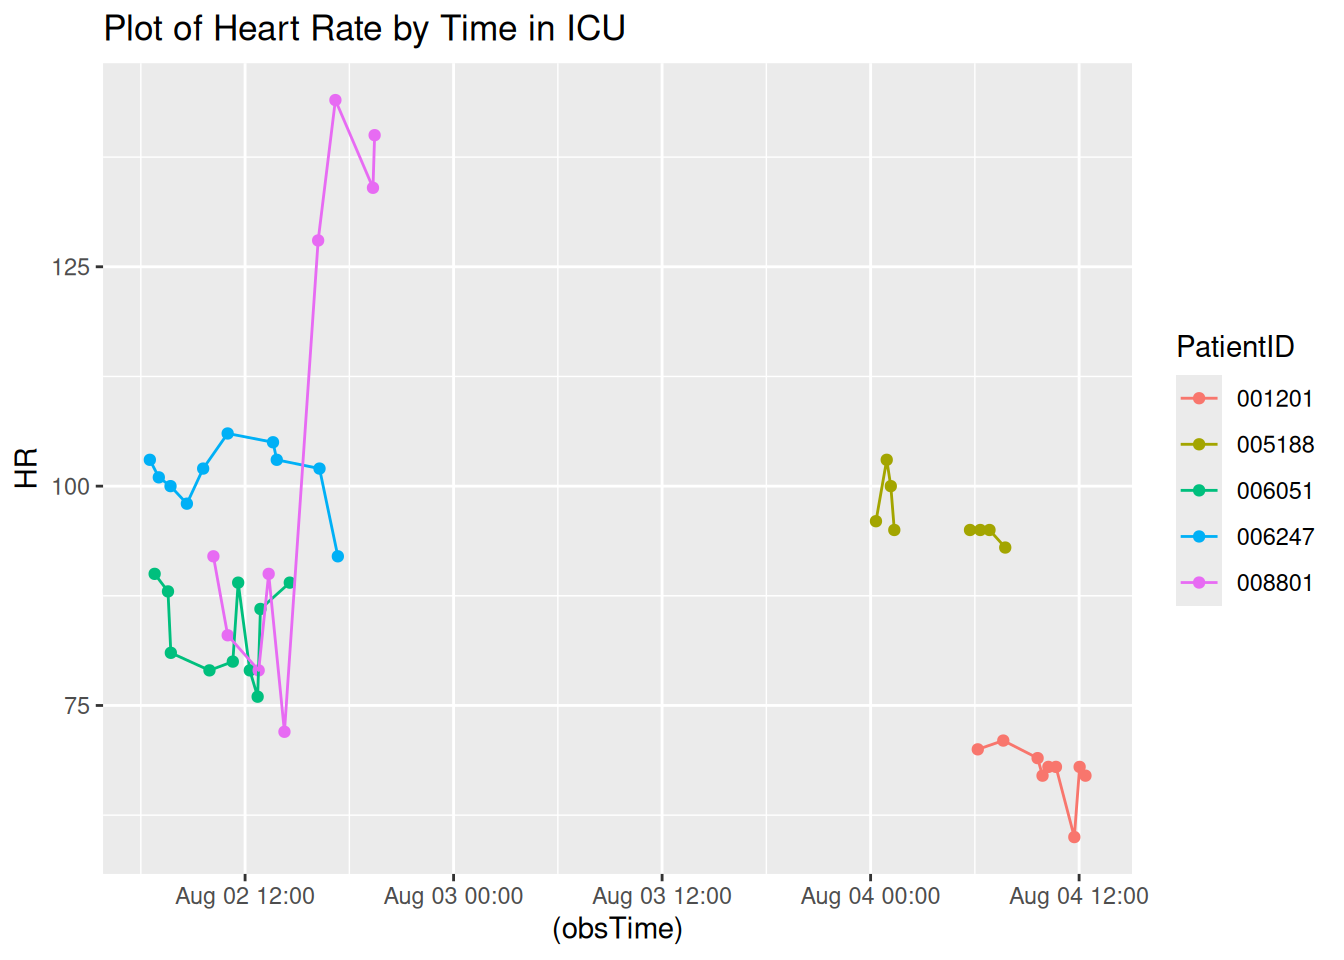 Plot of Heart Rate by Time in ICU
HR
125
100
75
Aug 02 12:00 Aug 03 00:00 Aug 03 12:00 Aug 04 00:00 Aug 04 12:00
(obsTime)
PatientID
001201
005188
006051
006247
008801